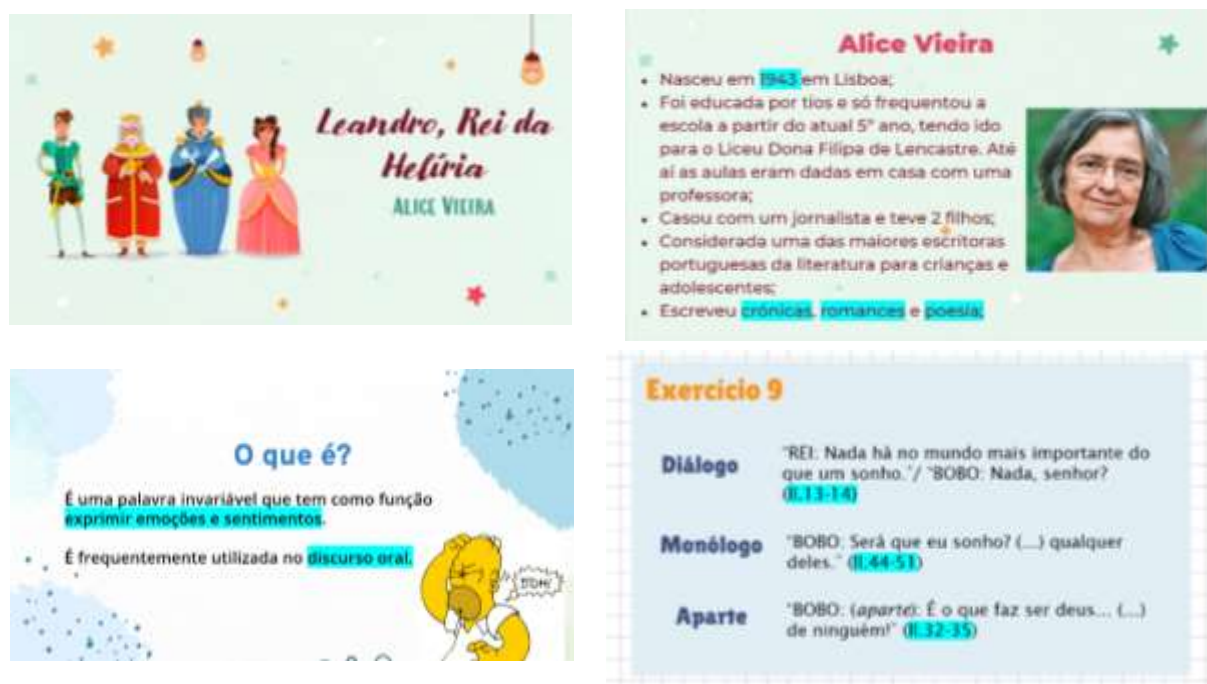 Leandro, Rei da
Helíria
ALICE VIEIRA
Alice Vieira
• Nasceu em 1943 em Lisboa;
• Foi educada por tios e só frequentou a
escola a partir do atual 5º ano, tendo ido
para o Liceu Dona Filipa de Lencastre. Até
aí as aulas eram dadas em casa com uma
professora;
• Casou com um jornalista e teve 2 filhos;
• Considerada uma das maiores escritoras
portuguesas da literatura para crianças e
adolescentes;
• Escreveu crónicas, romances e poesia;
O que é?
É uma palavra invariável que tem como função
exprimir emoções e sentimentos.
É frequentemente utilizada no discurso oral.
D'OH!
Exercício 9
Diálogo
"REI: Nada há no mundo mais importante do
que um sonho."/ "BOBO: Nada, senhor?
(ll.13-14)
Monólogo
"BOBO: Será que eu sonho? (...) qualquer
deles." (ll.44-51)
Aparte
"BOBO: (aparte): É o que faz ser deus... (...)
de ninguém!" (ll.32-35)